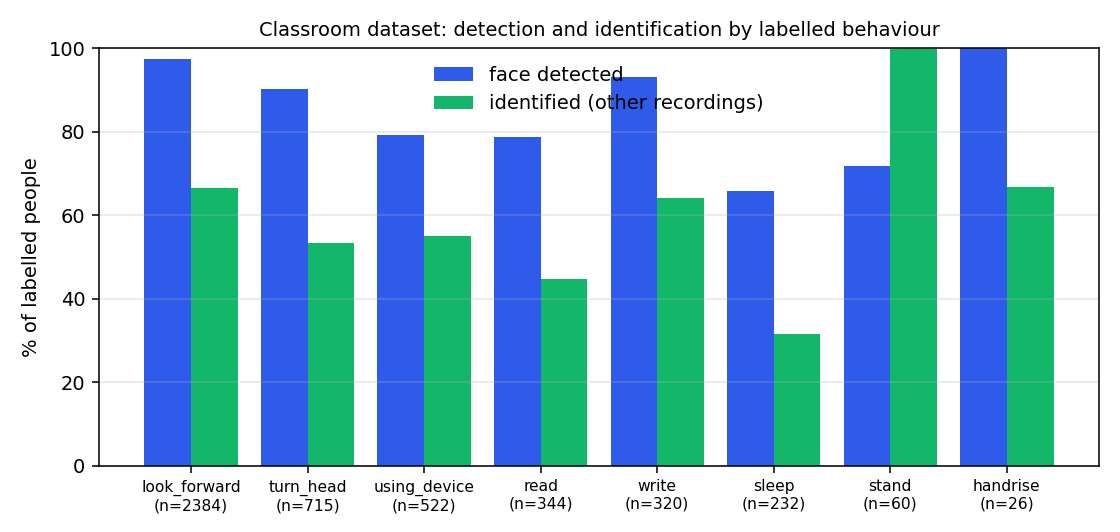 Classroom dataset: detection and identification by labelled behaviour
face detected
identified (other recordings)
% of labelled people
100
80
60
40
20
0
look_forward turn_head using_device read write sleep stand handrise
(n=2384) (n=715) (n=522) (n=344) (n=320) (n=232) (n=60) (n=26)